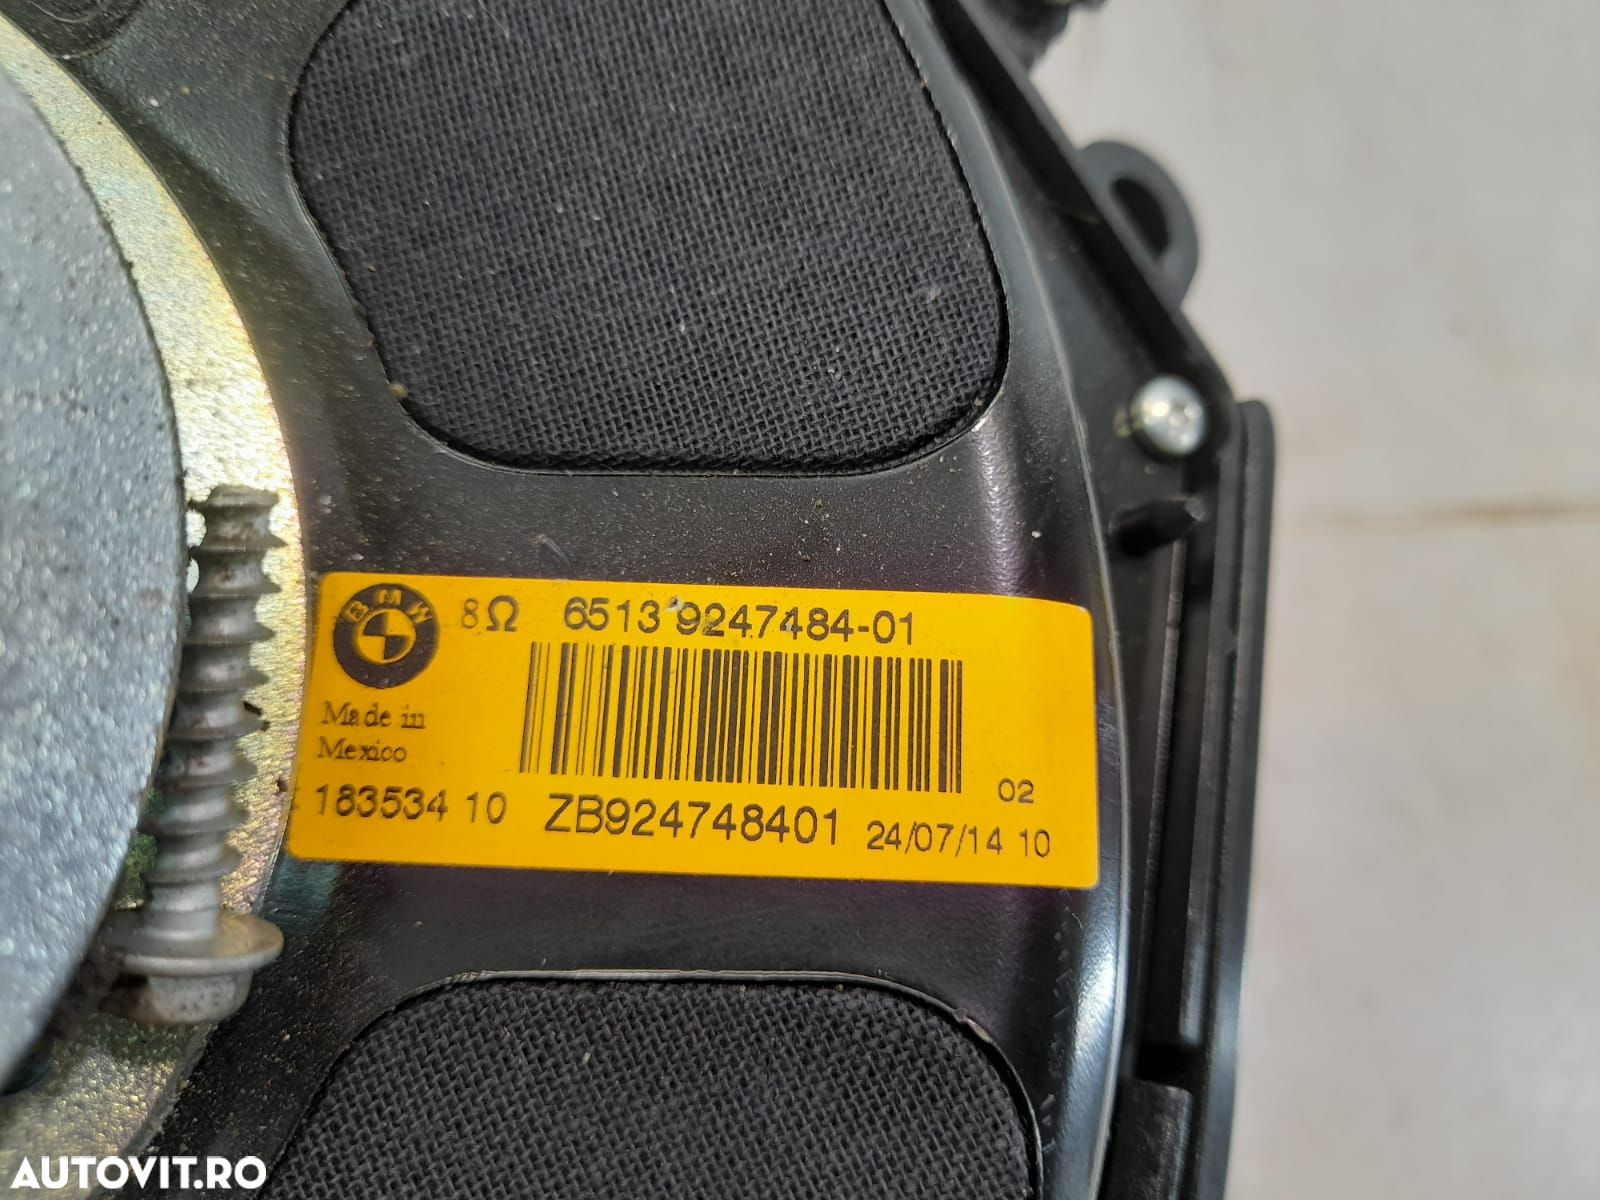 BMW 8Ω 6513 9247484-01
Made in
Mexico
02
183534 10 ZB924748401 24/07/14 10
AUTOVIT.RO